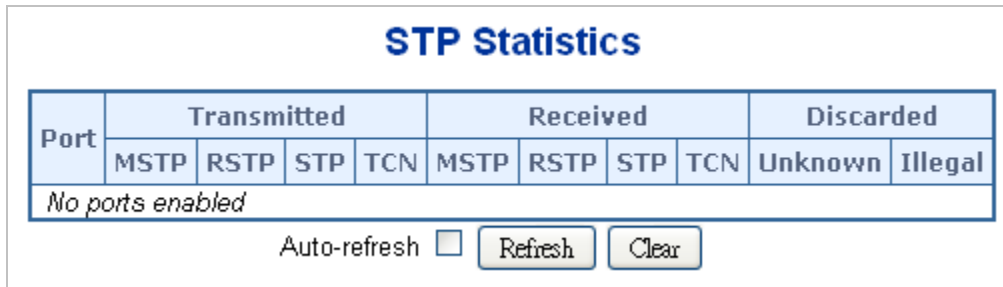 STP Statistics
Port Transmitted Received Discarded
MSTP RSTP STP TCN MSTP RSTP STP TCN Unknown Illegal
No ports enabled
Auto-refresh Refresh Clear